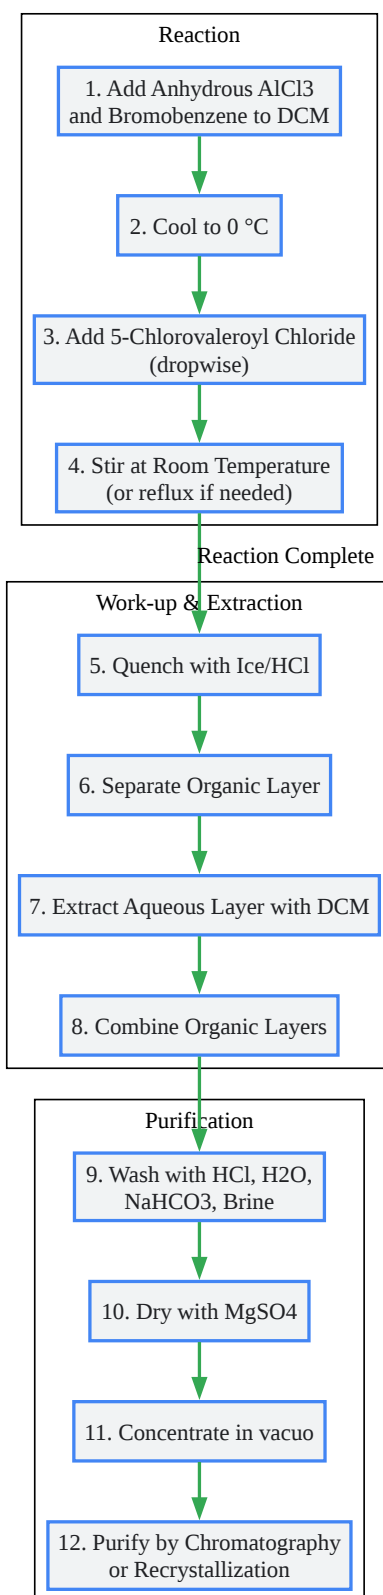 Reaction
1. Add Anhydrous AlCl3
and Bromobenzene to DCM
2. Cool to 0 °C
3. Add 5-Chlorovaleroyl Chloride
(dropwise)
4. Stir at Room Temperature
(or reflux if needed)
Reaction Complete
Work-up & Extraction
5. Quench with Ice/HCl
6. Separate Organic Layer
7. Extract Aqueous Layer with DCM
8. Combine Organic Layers
Purification
9. Wash with HCl, H2O,
NaHCO3, Brine
10. Dry with MgSO4
11. Concentrate in vacuo
12. Purify by Chromatography
or Recrystallization